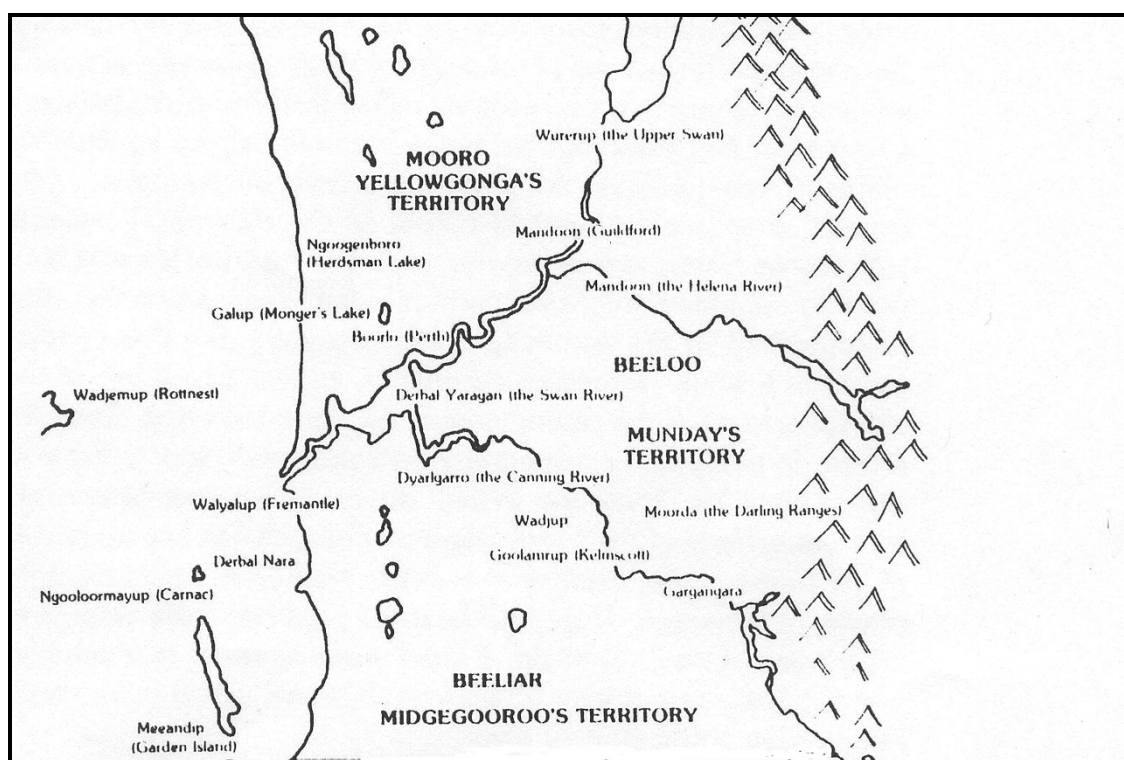 Wurerup (the Upper Swan)
MOORO
YELLOWGONGA'S
TERRITORY
Mandoon (Guildford)
Ngoogenboro
(Herdsman Lake)
Mandoon (the Helena River)
Galup (Monger's Lake)
Boorlo (Perth)
BEELOO
Wadjemup (Rottnest)
Derbal Yaragan (the Swan River)
MUNDAY'S
TERRITORY
Dyarlgarro (the Canning River)
Walyalup (Fremantle)
Wadjup
Moorda (the Darling Ranges)
Goolamrup (Kelmscott)
Derbal Nara
Ngooloormayup (Carnac)
Gargangara
BEELIAR
MIDGEGOOROO'S TERRITORY
Meeandip
(Garden Island)